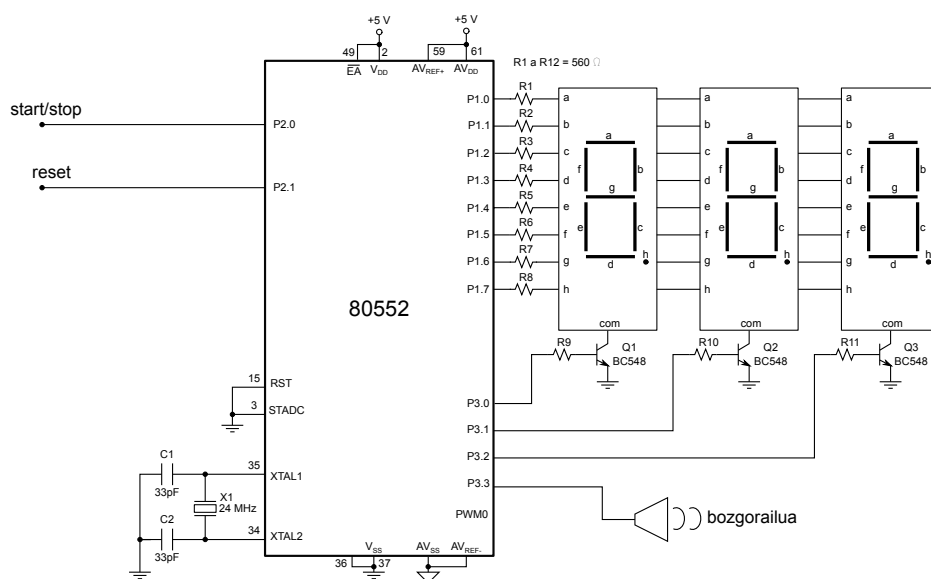 +5 V
+5 V
49
2
59
61
EA
VDD
AVREF+
AVDD
R1 a R12 = 560 Ω
start/stop
P2.0
reset
P2.1
80552
P1.0
R1
P1.1
R2
P1.2
R3
P1.3
R4
P1.4
R5
P1.5
R6
P1.6
R7
P1.7
R8
a
b
c
d
e
f
g
h
a
f
b
g
e
c
d
h
com
a
f
b
g
e
c
d
h
com
a
b
c
d
e
f
g
h
a
f
b
g
e
c
d
h
com
a
b
c
d
e
f
g
h
R9
Q1
BC548
R10
Q2
BC548
R11
Q3
BC548
15
RST
3
STADC
P3.0
P3.1
P3.2
P3.3
PWM0
bozgorailua
C1
33pF
35
XTAL1
X1
24 MHz
C2
33pF
34
XTAL2
VSS
36
37
AVSS
AVREF-